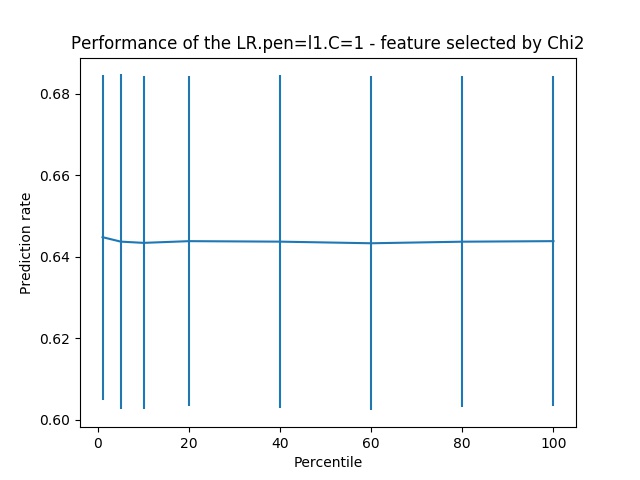 Performance of the LR.pen=l1.C=1 - feature selected by Chi2
Prediction rate
0.68
0.66
0.64
0.62
0.60
0 20 40 60 80 100
Percentile